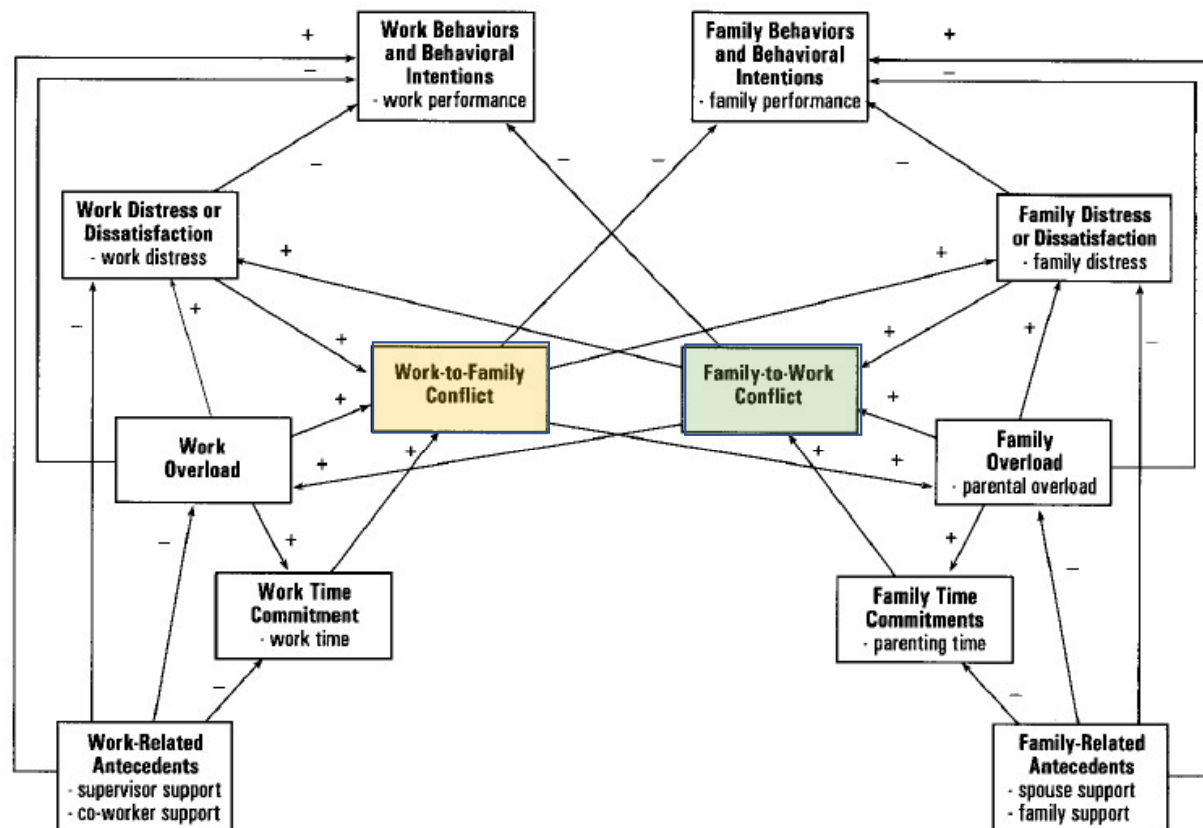 +
Work Behaviors
and Behavioral
Intentions
- work performance
−
Family Behaviors
and Behavioral
Intentions
- family performance
+
−
−
−
−
−
Work Distress or
Dissatisfaction
- work distress
+
+
Family Distress
or Dissatisfaction
- family distress
−
+
+
+
+
−
Work-to-Family
Conflict
Family-to-Work
Conflict
+
+
Work
Overload
+
+
+
+
Family
Overload
- parental overload
−
+
+
−
Work Time
Commitment
- work time
Family Time
Commitments
- parenting time
−
−
Work-Related
Antecedents
- supervisor support
- co-worker support
Family-Related
Antecedents
- spouse support
- family support